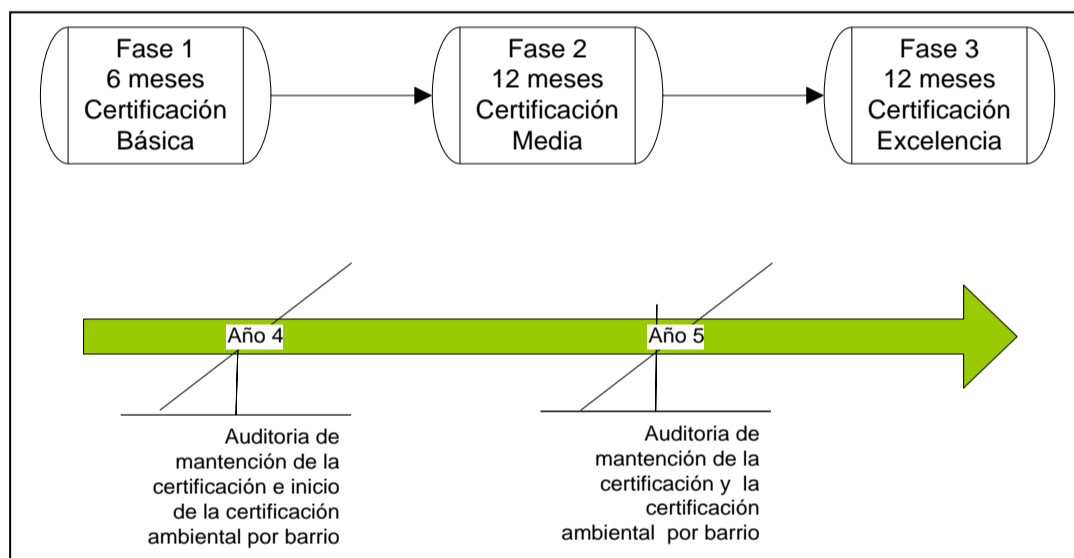 Fase 1
6 meses
Certificación
Básica
Fase 2
12 meses
Certificación
Media
Fase 3
12 meses
Certificación
Excelencia
Año 4
Año 5
Auditoria de
mantención de la
certificación e inicio
de la certificación
ambiental por barrio
Auditoria de
mantención de la
certificación y la
certificación
ambiental por barrio